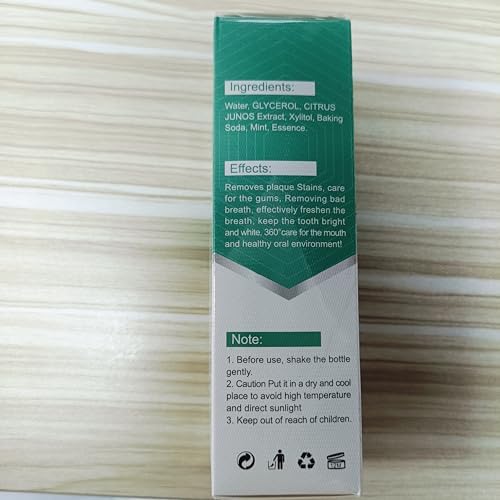 Ingredients:
Water, GLYCEROL, CITRUS
JUNOS Extract, Xylitol, Baking
Soda, Mint, Essence.
Effects:
Removes plaque Stains, care
for the gums, Removing bad
breath, effectively freshen the
breath, keep the tooth bright
and white, 360°care for the mouth
and healthy oral environment!
Note:
1. Before use, shake the bottle
gently.
2. Caution Put it in a dry and cool
place to avoid high temperature
and direct sunlight
3. Keep out of reach of children.